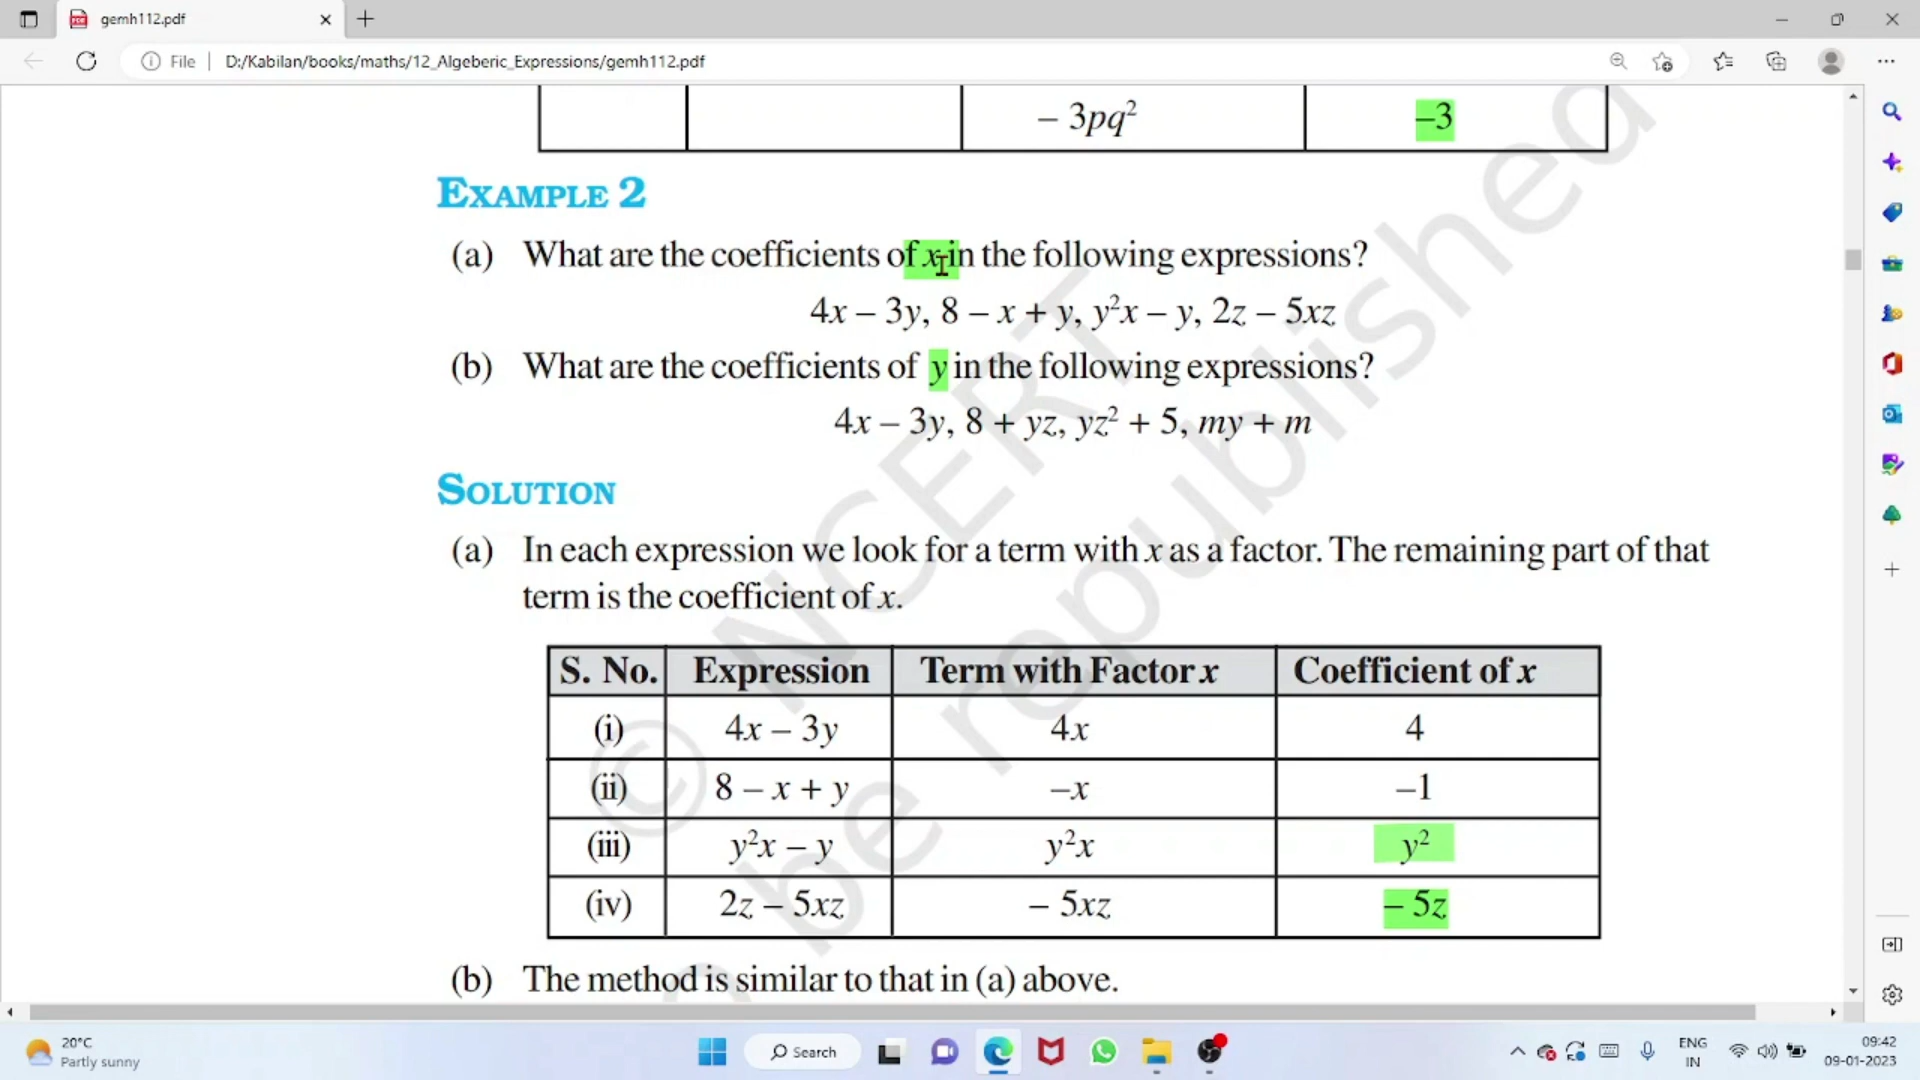 gemh112.pdf
File | D:/Kabilan/books/maths/12_Algeberic_Expressions/gemh112.pdf
– 3pq² –3
EXAMPLE 2
(a) What are the coefficients of x in the following expressions?
4x – 3y, 8 – x + y, y²x – y, 2z – 5xz
(b) What are the coefficients of y in the following expressions?
4x – 3y, 8 + yz, yz² + 5, my + m
SOLUTION
(a) In each expression we look for a term with x as a factor. The remaining part of that
term is the coefficient of x.
S. No. Expression Term with Factor x Coefficient of x
(i) 4x – 3y 4x 4
(ii) 8 – x + y –x –1
(iii) y²x – y y²x y²
(iv) 2z – 5xz – 5xz – 5z
(b) The method is similar to that in (a) above.
© NCERT
be republished
20°C
Partly sunny
Search
ENG
IN
09:42
09-01-2023